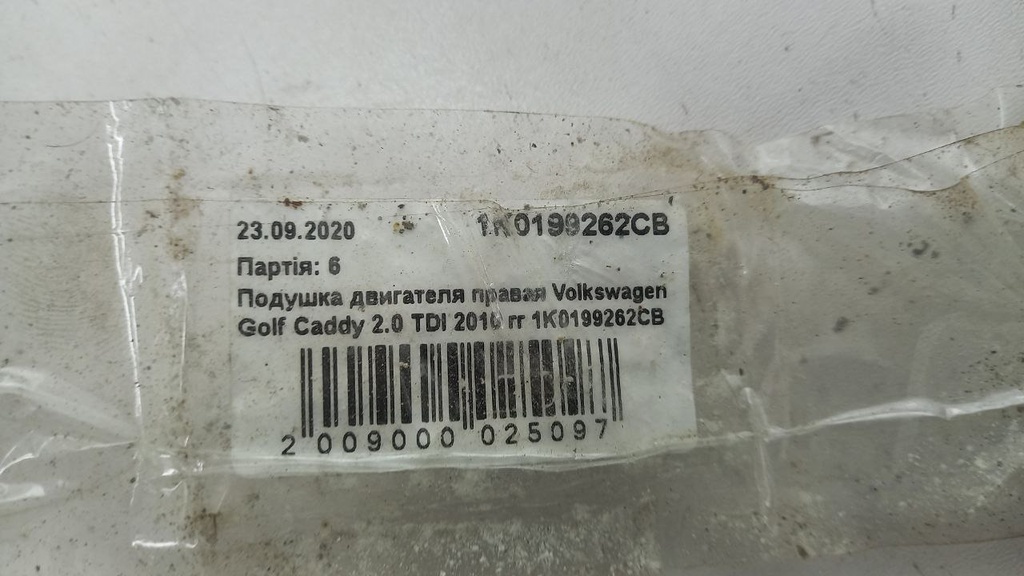 23.09.2020 1K0199262CB
Партія: 6
Подушка двигателя правая Volkswagen
Golf Caddy 2.0 TDI гг 1K0199262CB
2 009000 025097